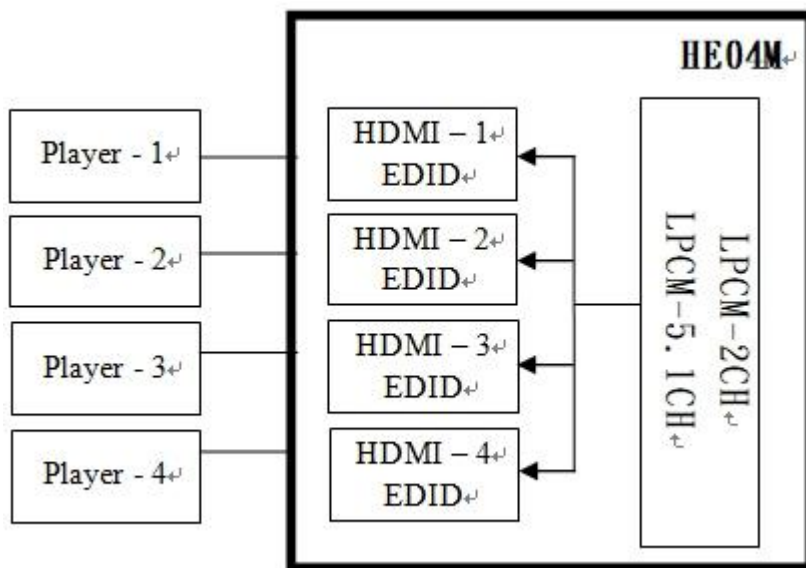 HE04M↵
Player - 1↵
HDMI – 1↵
EDID↵
Player - 2↵
HDMI – 2↵
EDID↵
Player - 3↵
HDMI – 3↵
EDID↵
Player - 4↵
HDMI – 4↵
EDID↵
LPCM-2CH↵
LPCM-5.1CH↵